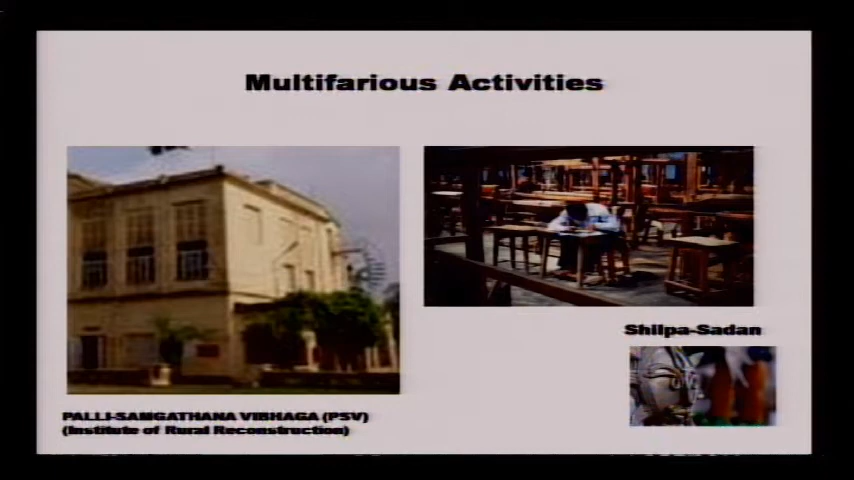 Multifarious Activities
Shilpa-Sadan
PALLI-SAMGATHANA VIBHAGA (PSV)
(Institute of Rural Reconstruction)